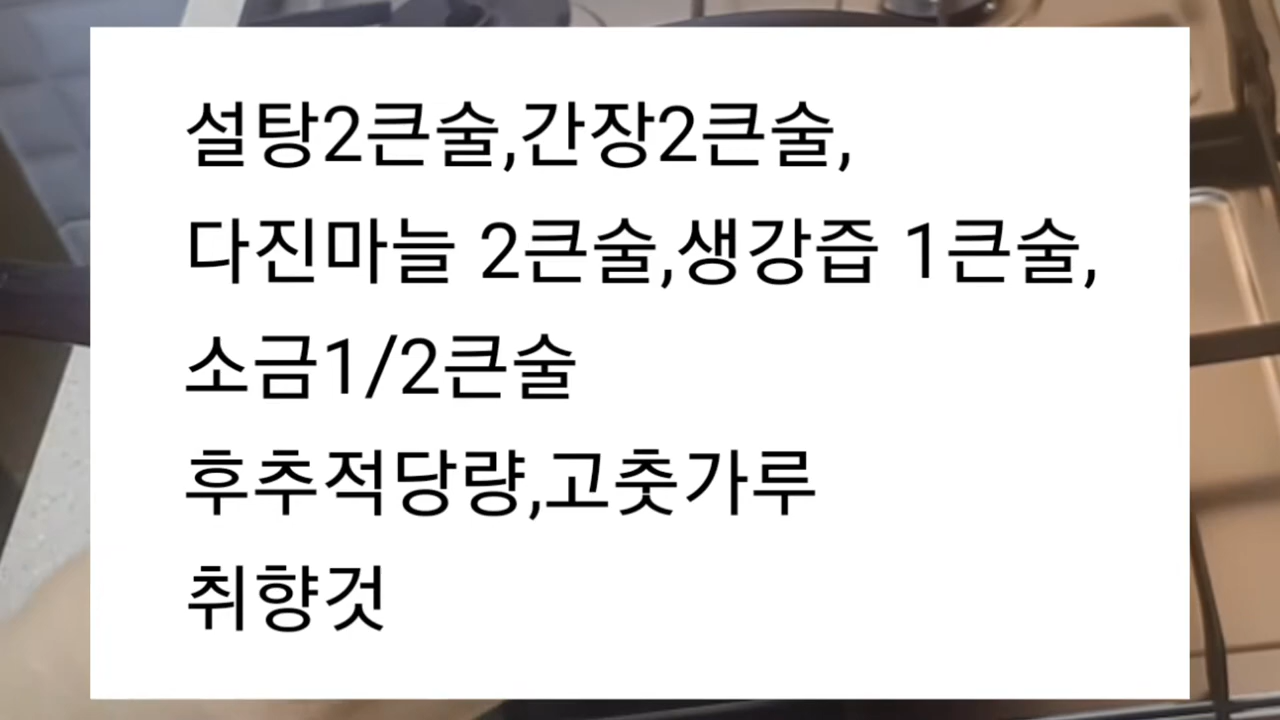 설탕2큰술,간장2큰술,
다진마늘 2큰술,생강즙 1큰술,
소금1/2큰술
후추적당량,고춧가루
취향것